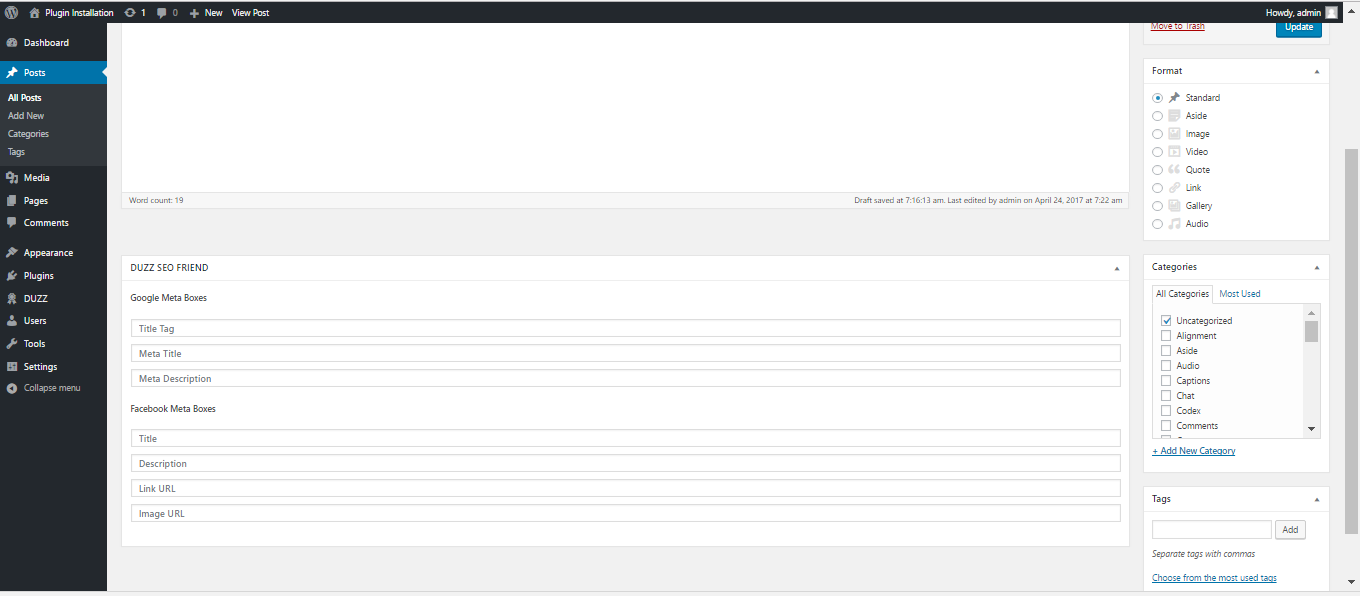 Plugin Installation 1 0 New View Post Howdy, admin
Dashboard
Posts
All Posts
Add New
Categories
Tags
Media
Pages
Comments
Appearance
Plugins
DUZZ
Users
Tools
Settings
Collapse menu
Word count: 19 Draft saved at 7:16:13 am. Last edited by admin on April 24, 2017 at 7:22 am
DUZZ SEO FRIEND
Google Meta Boxes
Title Tag
Meta Title
Meta Description
Facebook Meta Boxes
Title
Description
Link URL
Image URL
Move to Trash Update
Format
Standard
Aside
Image
Video
Quote
Link
Gallery
Audio
Categories
All Categories Most Used
Uncategorized
Alignment
Aside
Audio
Captions
Chat
Codex
Comments
+ Add New Category
Tags
Add
Separate tags with commas
Choose from the most used tags